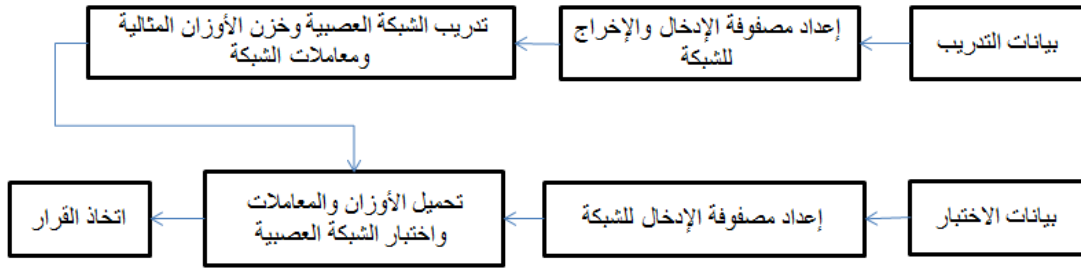 بيانات التدريب
إعداد مصفوفة الإدخال والإخراج
للشبكة
تدريب الشبكة العصبية وخزن الأوزان المثالية
ومعاملات الشبكة
بيانات الاختبار
إعداد مصفوفة الإدخال للشبكة
تحميل الأوزان والمعاملات
واختبار الشبكة العصبية
اتخاذ القرار